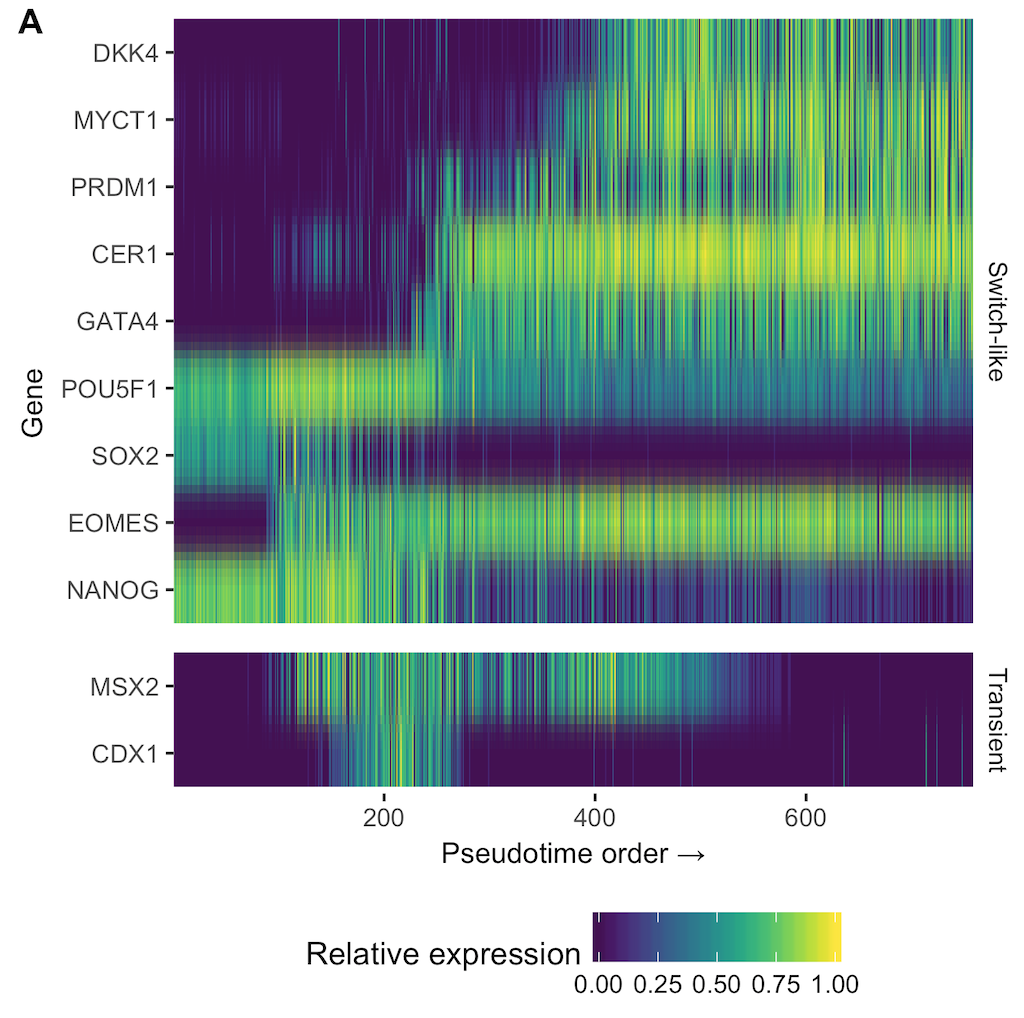 A
DKK4
MYCT1
PRDM1
CER1
GATA4
POU5F1
SOX2
EOMES
NANOG
Switch-like
Gene
MSX2
CDX1
Transient
200 400 600
Pseudotime order →
Relative expression
0.00 0.25 0.50 0.75 1.00